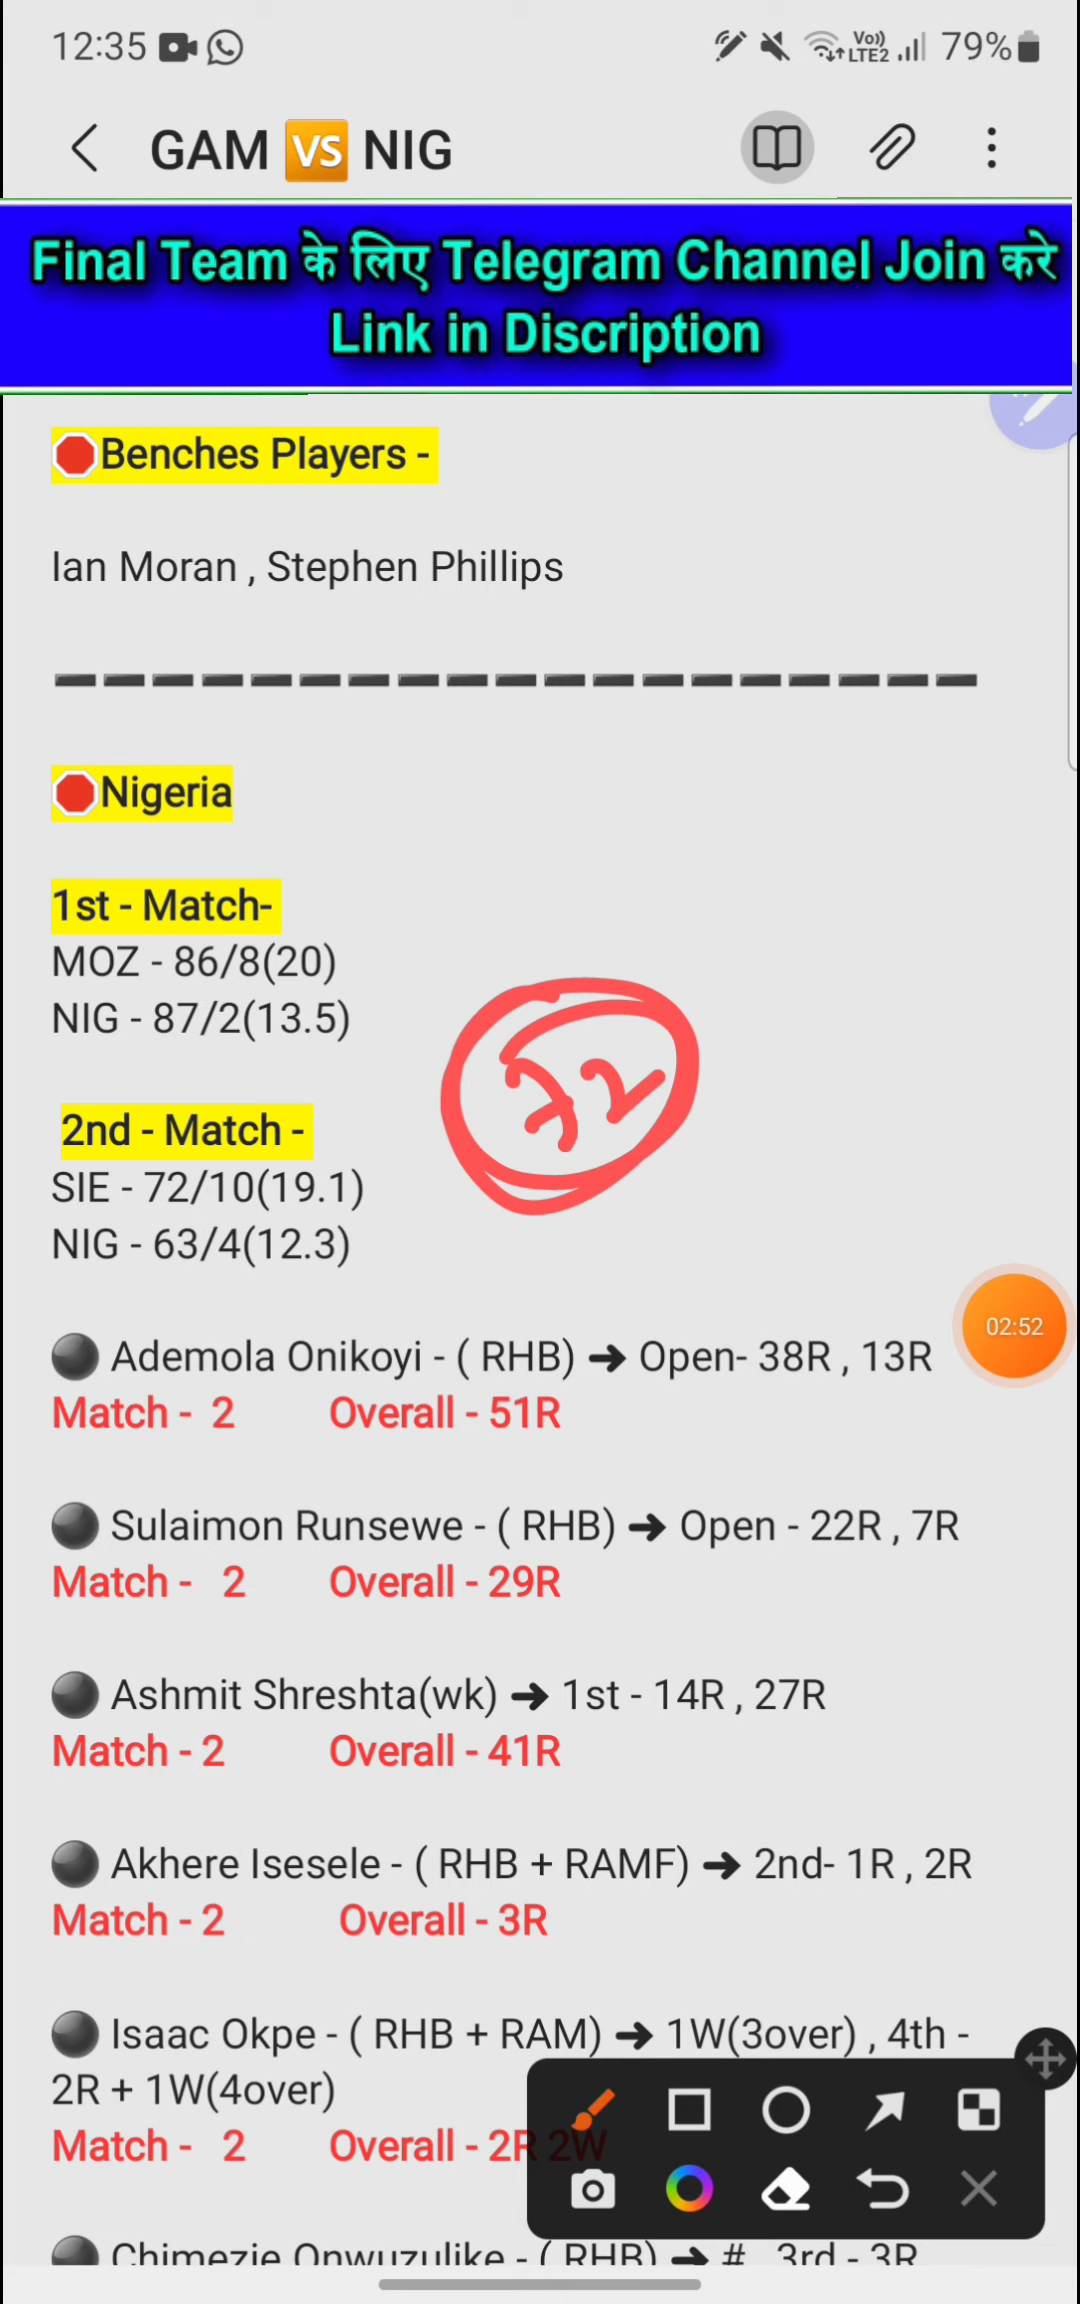 12:35 Vo)) LTE2 79%
GAM VS NIG
Final Team के लिए Telegram Channel Join करे
Link in Discription
Benches Players -
Ian Moran , Stephen Phillips
Nigeria
1st - Match-
MOZ - 86/8(20)
NIG - 87/2(13.5)
72
2nd - Match -
SIE - 72/10(19.1)
NIG - 63/4(12.3)
02:52
Ademola Onikoyi - ( RHB) ➔ Open- 38R , 13R
Match - 2 Overall - 51R
Sulaimon Runsewe - ( RHB) ➔ Open - 22R , 7R
Match - 2 Overall - 29R
Ashmit Shreshta(wk) ➔ 1st - 14R , 27R
Match - 2 Overall - 41R
Akhere Isesele - ( RHB + RAMF) ➔ 2nd- 1R , 2R
Match - 2 Overall - 3R
Isaac Okpe - ( RHB + RAM) ➔ 1W(3over) , 4th -
2R + 1W(4over)
Match - 2 Overall - 2R 2W
Chimezie Onwuzulike - ( RHB) ➔ # 3rd - 3R